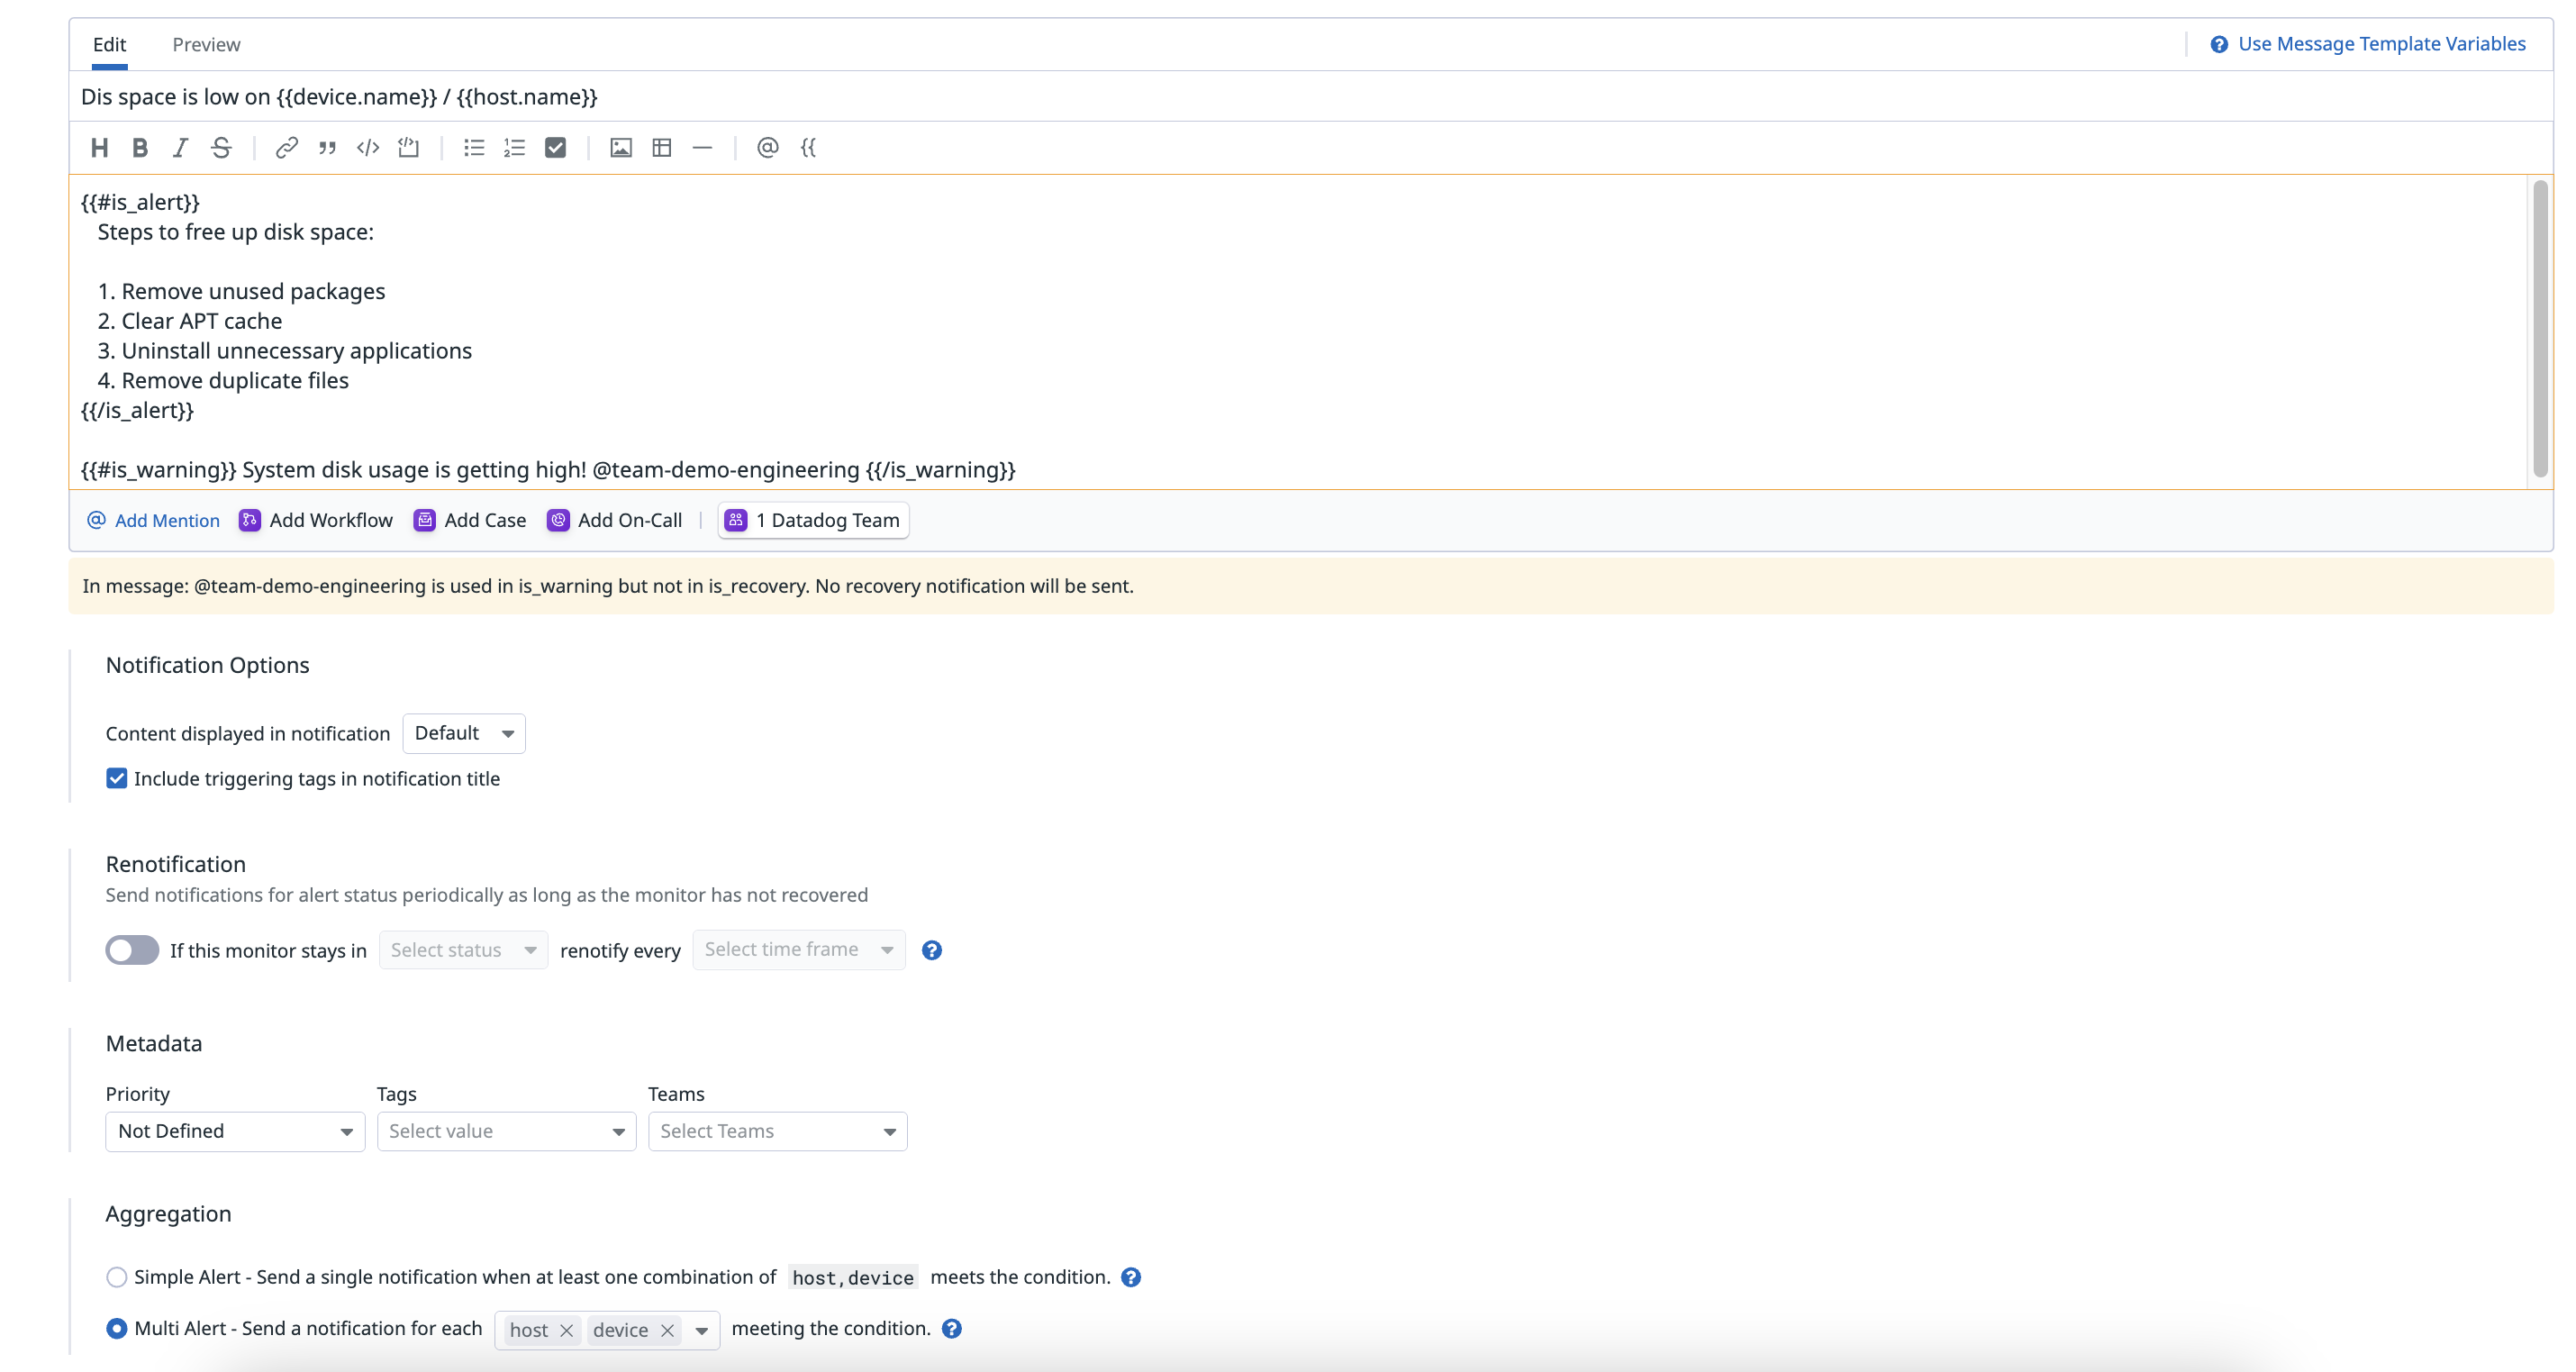 Edit Preview Use Message Template Variables
Dis space is low on {{device.name}} / {{host.name}}
{{#is_alert}}
Steps to free up disk space:
1. Remove unused packages
2. Clear APT cache
3. Uninstall unnecessary applications
4. Remove duplicate files
{{/is_alert}}
{{#is_warning}} System disk usage is getting high! @team-demo-engineering {{/is_warning}}
@ Add Mention Add Workflow Add Case Add On-Call | 1 Datadog Team
In message: @team-demo-engineering is used in is_warning but not in is_recovery. No recovery notification will be sent.
Notification Options
Content displayed in notification Default
Include triggering tags in notification title
Renotification
Send notifications for alert status periodically as long as the monitor has not recovered
If this monitor stays in Select status renotify every Select time frame
Metadata
Priority Tags Teams
Not Defined Select value Select Teams
Aggregation
Simple Alert - Send a single notification when at least one combination of host,device meets the condition.
Multi Alert - Send a notification for each host device meeting the condition.